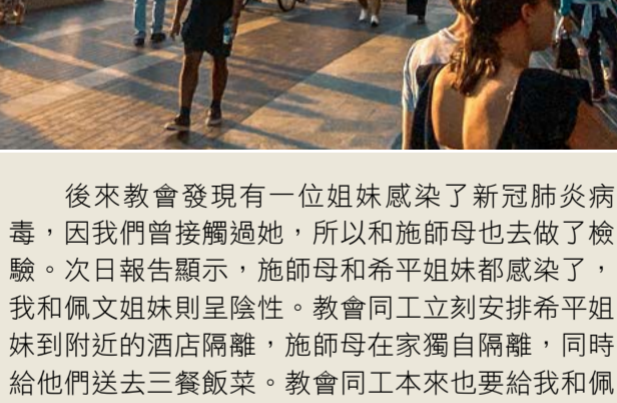 後來教會發現有一位姐妹感染了新冠肺炎病
毒，因我們曾接觸過她，所以和施師母也去做了檢
驗。次日報告顯示，施師母和希平姐妹都感染了，
我和佩文姐妹則呈陰性。教會同工立刻安排希平姐
妹到附近的酒店隔離，施師母在家獨自隔離，同時
給他們送去三餐飯菜。教會同工本來也要給我和佩